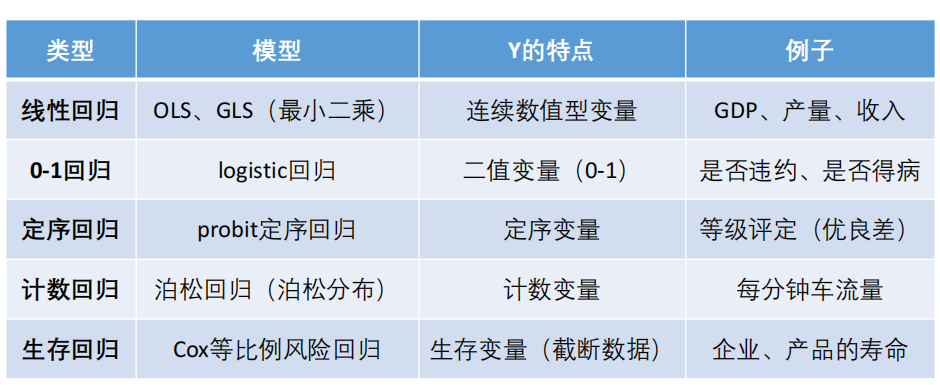 类型 模型 Y的特点 例子
线性回归 OLS、GLS（最小二乘） 连续数值型变量 GDP、产量、收入
0-1回归 logistic回归 二值变量（0-1） 是否违约、是否得病
定序回归 probit定序回归 定序变量 等级评定（优良差）
计数回归 泊松回归（泊松分布） 计数变量 每分钟车流量
生存回归 Cox等比例风险回归 生存变量（截断数据） 企业、产品的寿命